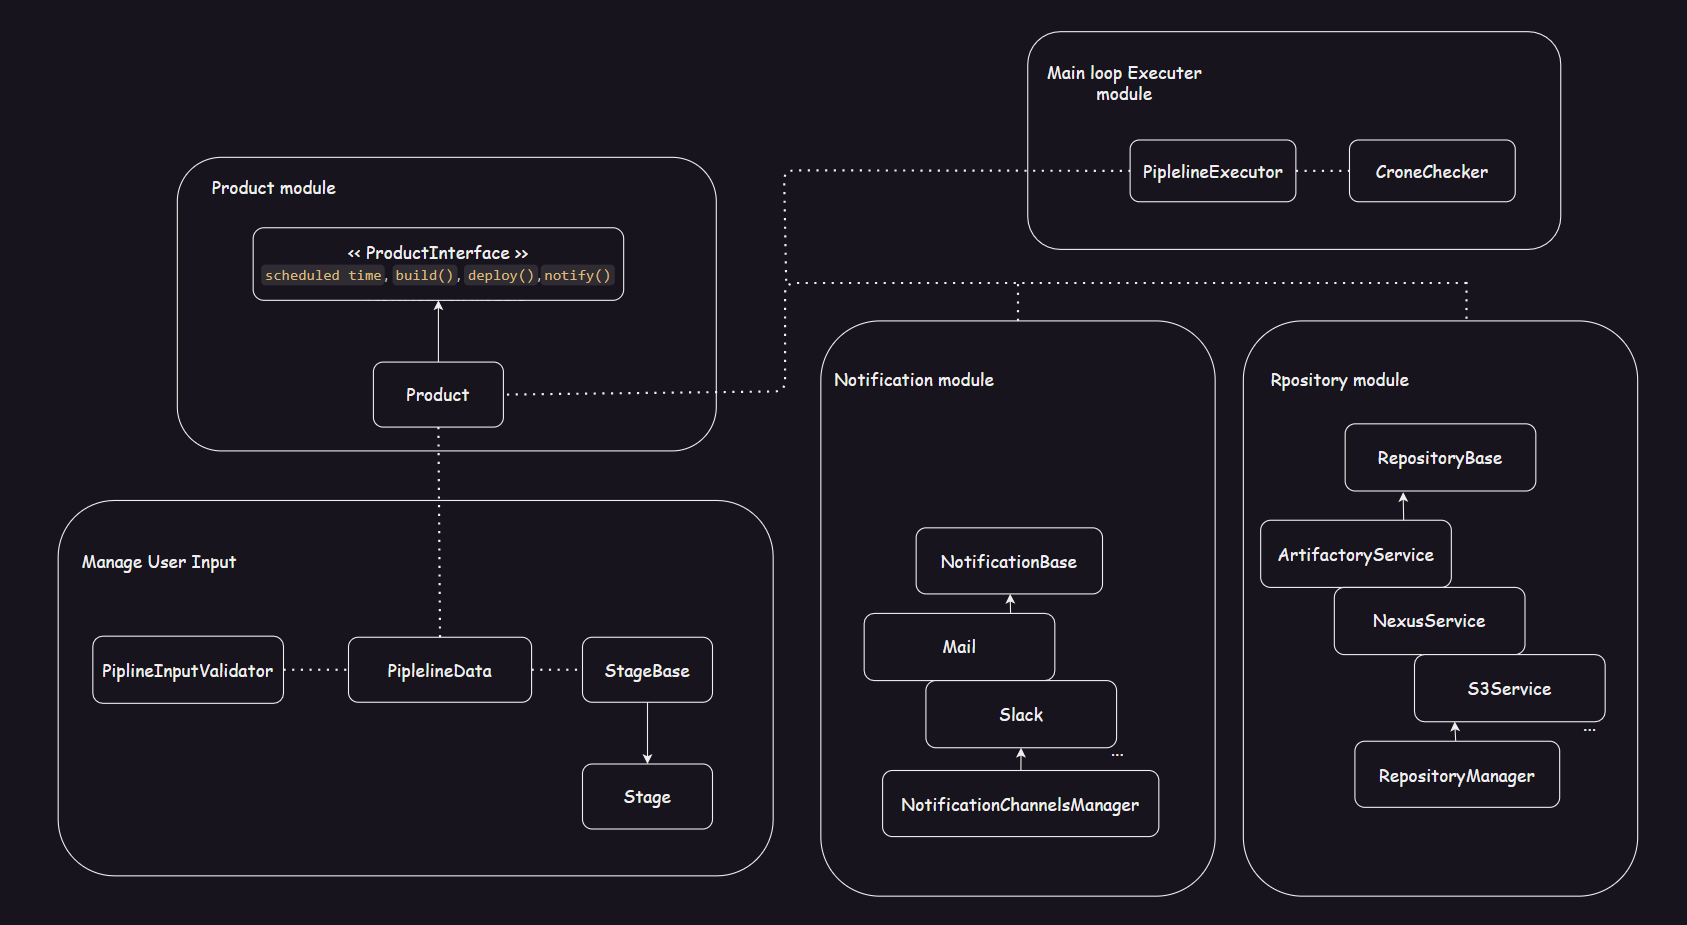 Main loop Executer
module
PiplelineExecutor
CroneChecker
Product module
<< ProductInterface >>
scheduled time, build(), deploy(),notify()
Product
Notification module
NotificationBase
Mail
Slack
...
NotificationChannelsManager
Rpository module
RepositoryBase
ArtifactoryService
NexusService
S3Service
...
RepositoryManager
Manage User Input
PiplineInputValidator
PiplelineData
StageBase
Stage